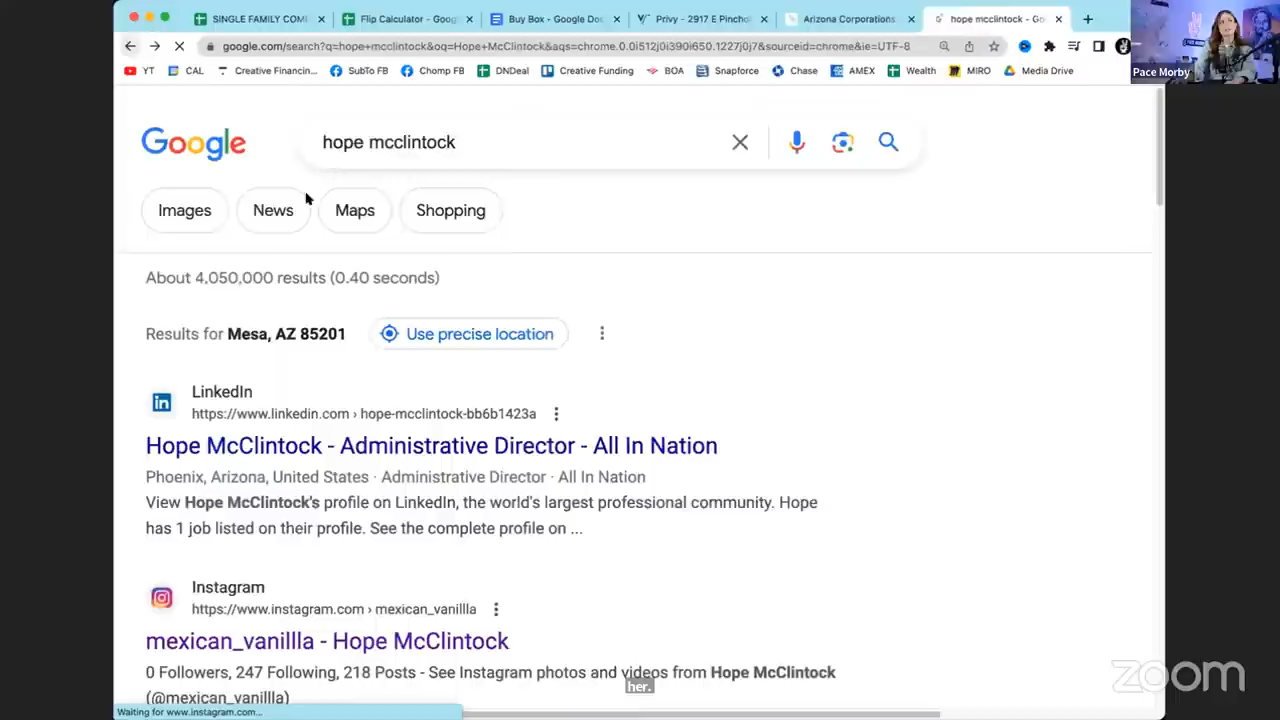 SINGLE FAMILY COM
Flip Calculator - Goog
Buy Box - Google Do
Privy - 2917 E Pinchot
Arizona Corporations
hope mcclintock - Go
google.com/search?q=hope+mcclintock&oq=Hope+McClintock&aqs=chrome.0.0i512j0i390i650.1227j0j7&sourceid=chrome&ie=UTF-8
YT
CAL
Creative Financin...
SubTo FB
Chomp FB
DNDeal
Creative Funding
BOA
Snapforce
Chase
AMEX
Wealth
MIRO
Media Drive
Pace Morby
Google
hope mcclintock
Images
News
Maps
Shopping
About 4,050,000 results (0.40 seconds)
Results for Mesa, AZ 85201
Use precise location
LinkedIn
https://www.linkedin.com › hope-mcclintock-bb6b1423a
Hope McClintock - Administrative Director - All In Nation
Phoenix, Arizona, United States · Administrative Director · All In Nation
View Hope McClintock's profile on LinkedIn, the world's largest professional community. Hope
has 1 job listed on their profile. See the complete profile on ...
Instagram
https://www.instagram.com › mexican_vanillla
mexican_vanillla - Hope McClintock
0 Followers, 247 Following, 218 Posts - See Instagram photos and videos from Hope McClintock
(@mexican_vanillla)
her.
Waiting for www.instagram.com...
zoom